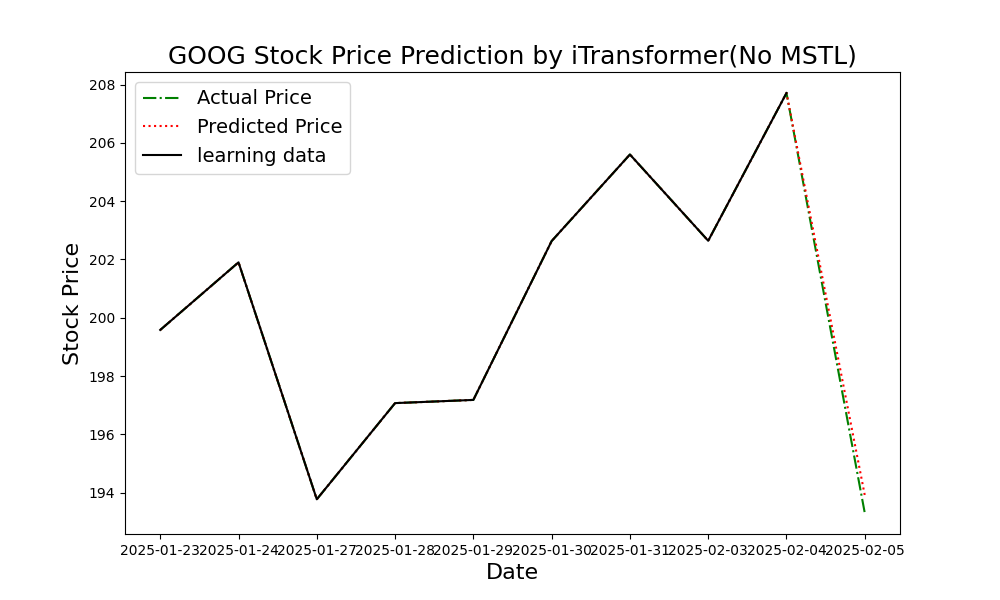 GOOG Stock Price Prediction by iTransformer(No MSTL)
Actual Price
Predicted Price
learning data
Stock Price
208
206
204
202
200
198
196
194
2025-01-23 2025-01-24 2025-01-27 2025-01-28 2025-01-29 2025-01-30 2025-01-31 2025-02-03 2025-02-04 2025-02-05
Date